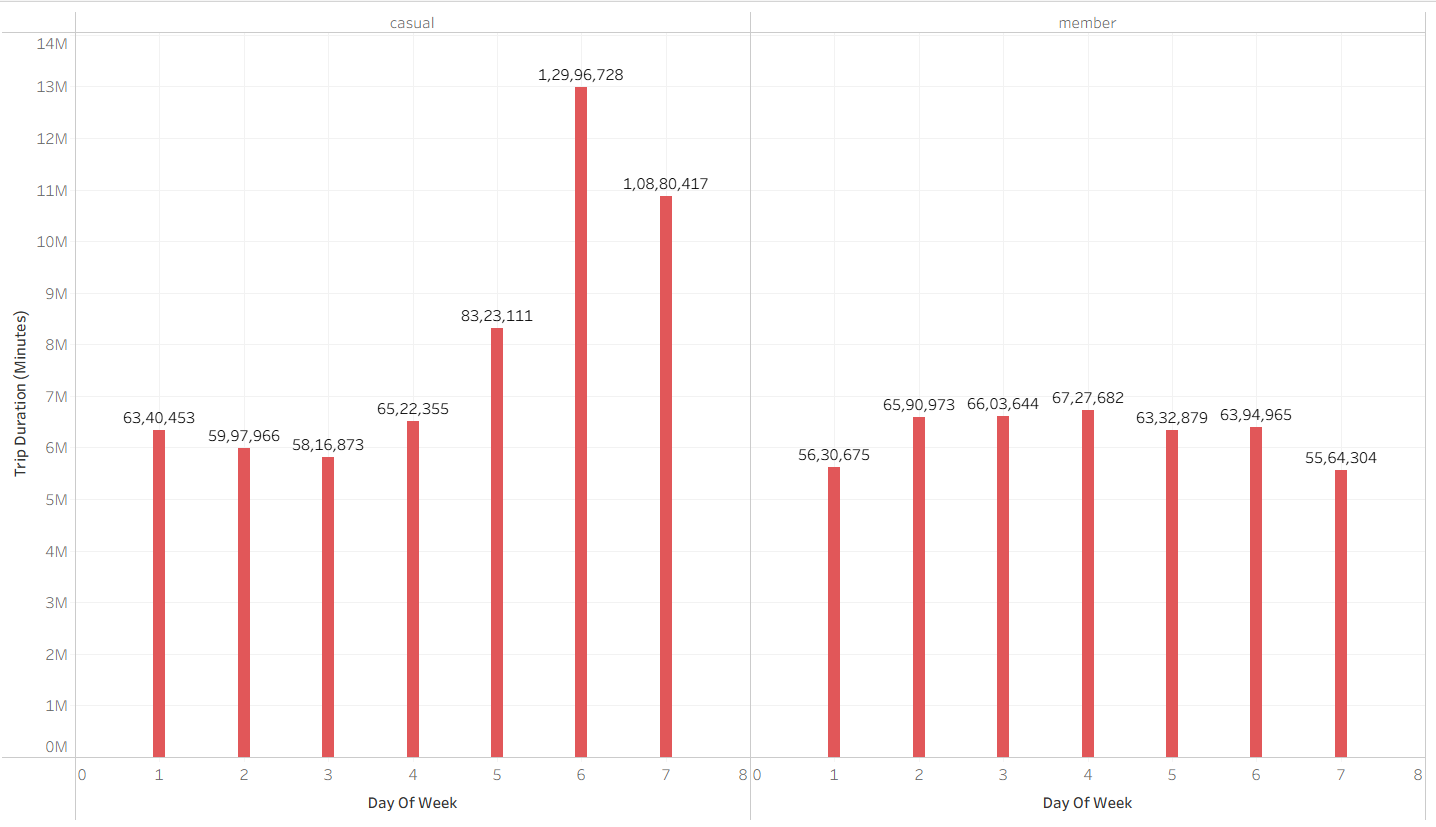 casual
member
14M
13M
12M
11M
10M
9M
8M
7M
6M
5M
4M
3M
2M
1M
0M
Trip Duration (Minutes)
63,40,453
59,97,966
58,16,873
65,22,355
83,23,111
1,29,96,728
1,08,80,417
56,30,675
65,90,973
66,03,644
67,27,682
63,32,879
63,94,965
55,64,304
0 1 2 3 4 5 6 7 8
0 1 2 3 4 5 6 7 8
Day Of Week
Day Of Week